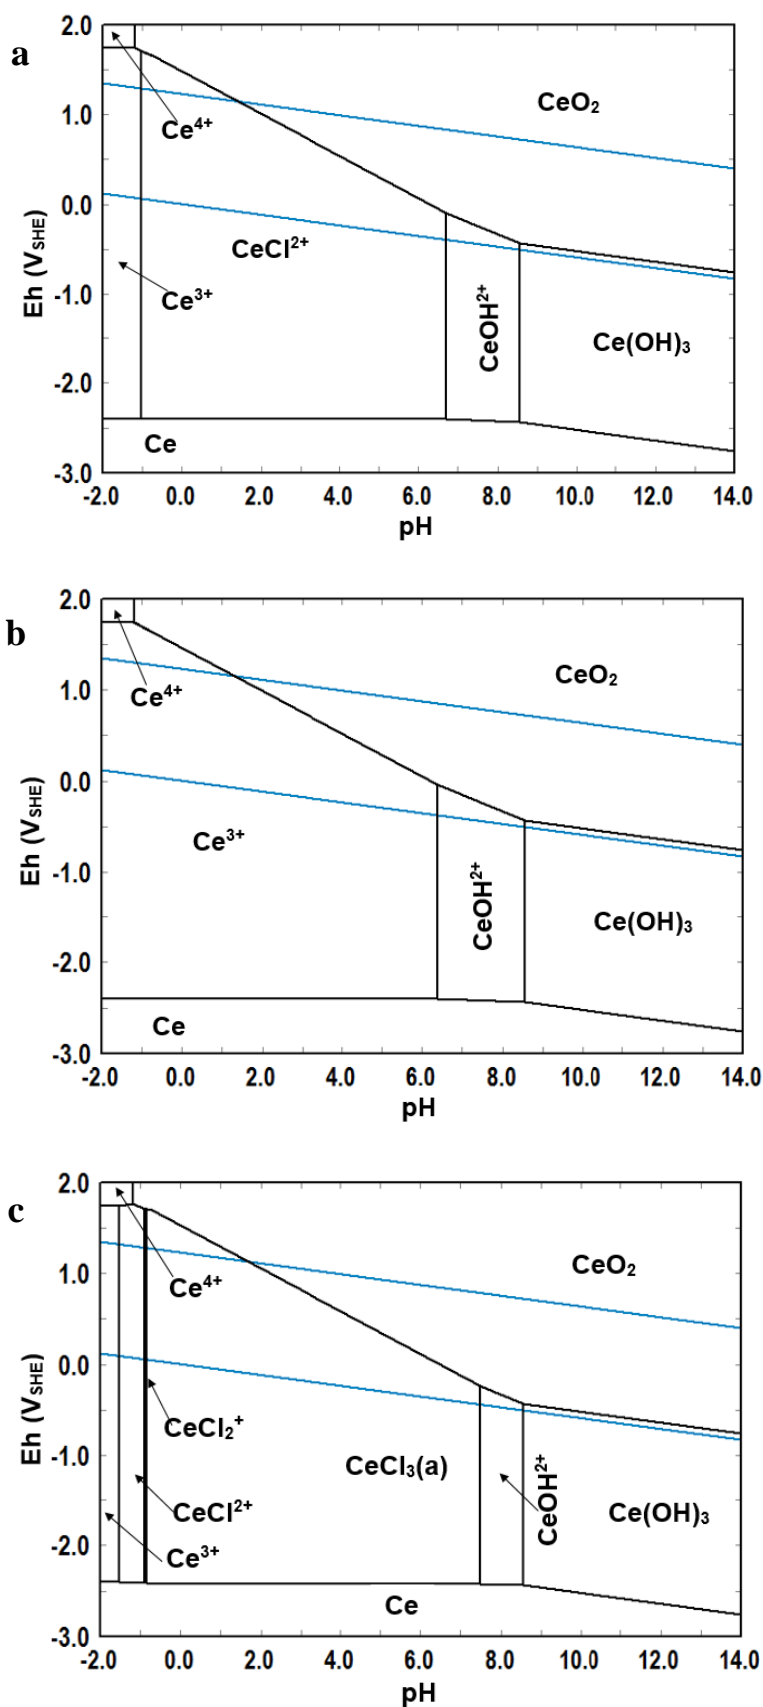 a
2.0
CeO₂
Ce⁴⁺
1.0
0.0
CeCl²⁺
Eh (V_SHE)
Ce³⁺
-1.0
CeOH²⁺
Ce(OH)₃
-2.0
Ce
-3.0
-2.0 0.0 2.0 4.0 6.0 8.0 10.0 12.0 14.0
pH
b
2.0
CeO₂
Ce⁴⁺
1.0
0.0
Ce³⁺
Eh (V_SHE)
-1.0
CeOH²⁺
Ce(OH)₃
-2.0
Ce
-3.0
-2.0 0.0 2.0 4.0 6.0 8.0 10.0 12.0 14.0
pH
c
2.0
CeO₂
Ce⁴⁺
1.0
0.0
Eh (V_SHE)
CeCl₂⁺
-1.0
CeCl₃(a)
CeOH²⁺
CeCl²⁺
Ce(OH)₃
Ce³⁺
-2.0
Ce
-3.0
-2.0 0.0 2.0 4.0 6.0 8.0 10.0 12.0 14.0
pH